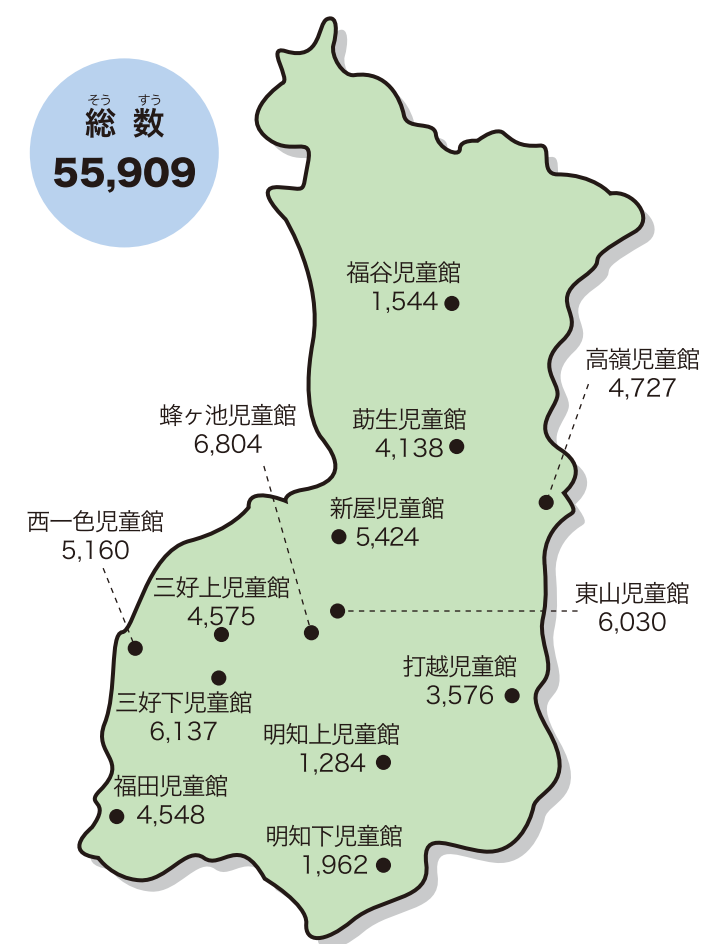 そう すう
総 数
55,909
福谷児童館
1,544
高嶺児童館
4,727
蜂ヶ池児童館
6,804
莇生児童館
4,138
新屋児童館
5,424
西一色児童館
5,160
三好上児童館
4,575
東山児童館
6,030
打越児童館
3,576
三好下児童館
6,137
明知上児童館
1,284
福田児童館
4,548
明知下児童館
1,962